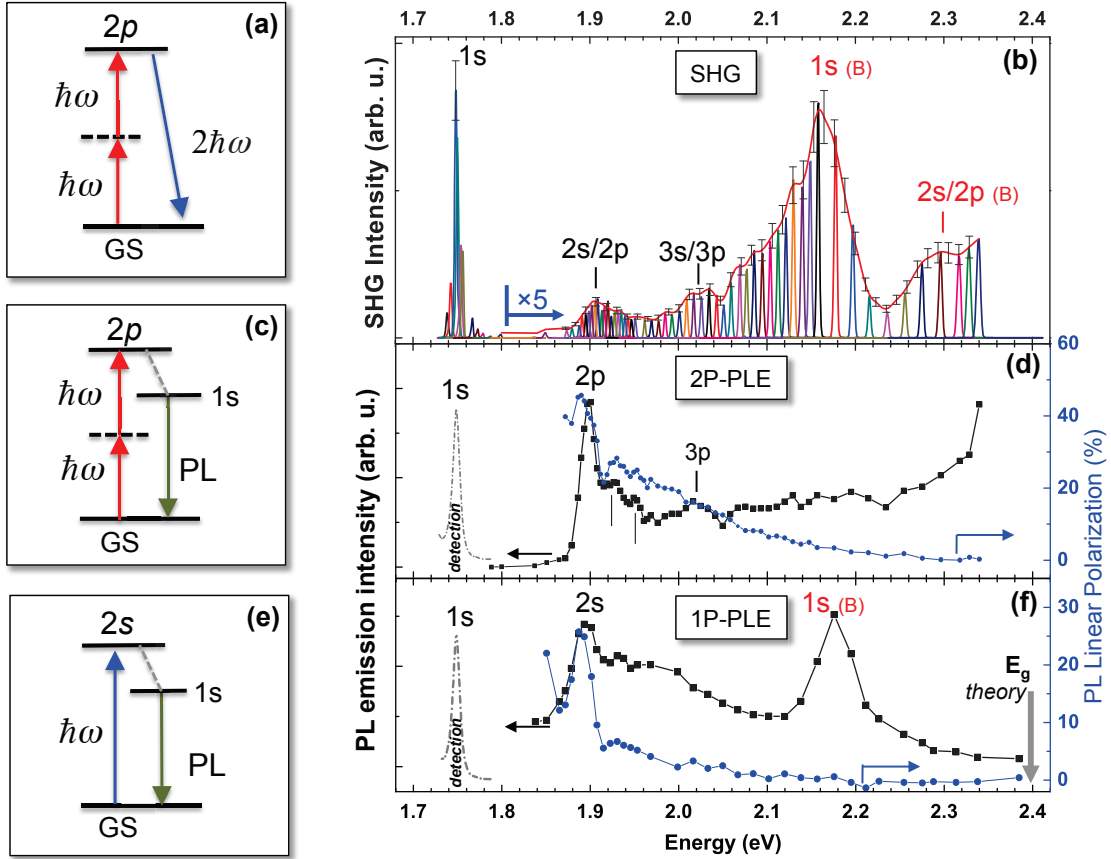 (a)
2p
ħω
2ħω
ħω
GS
(c)
2p
1s
ħω
ħω
PL
GS
(e)
2s
1s
ħω
PL
GS
1.7 1.8 1.9 2.0 2.1 2.2 2.3 2.4
(b)
SHG
1s
1s (B)
2s/2p (B)
2s/2p
3s/3p
×5
SHG Intensity (arb. u.)
(d)
2P-PLE
1s
2p
3p
detection
60
40
20
0
(f)
1P-PLE
1s
2s
1s (B)
detection
Eg
theory
30
25
20
15
10
5
0
PL emission intensity (arb. u.)
PL Linear Polarization (%)
1.7 1.8 1.9 2.0 2.1 2.2 2.3 2.4
Energy (eV)